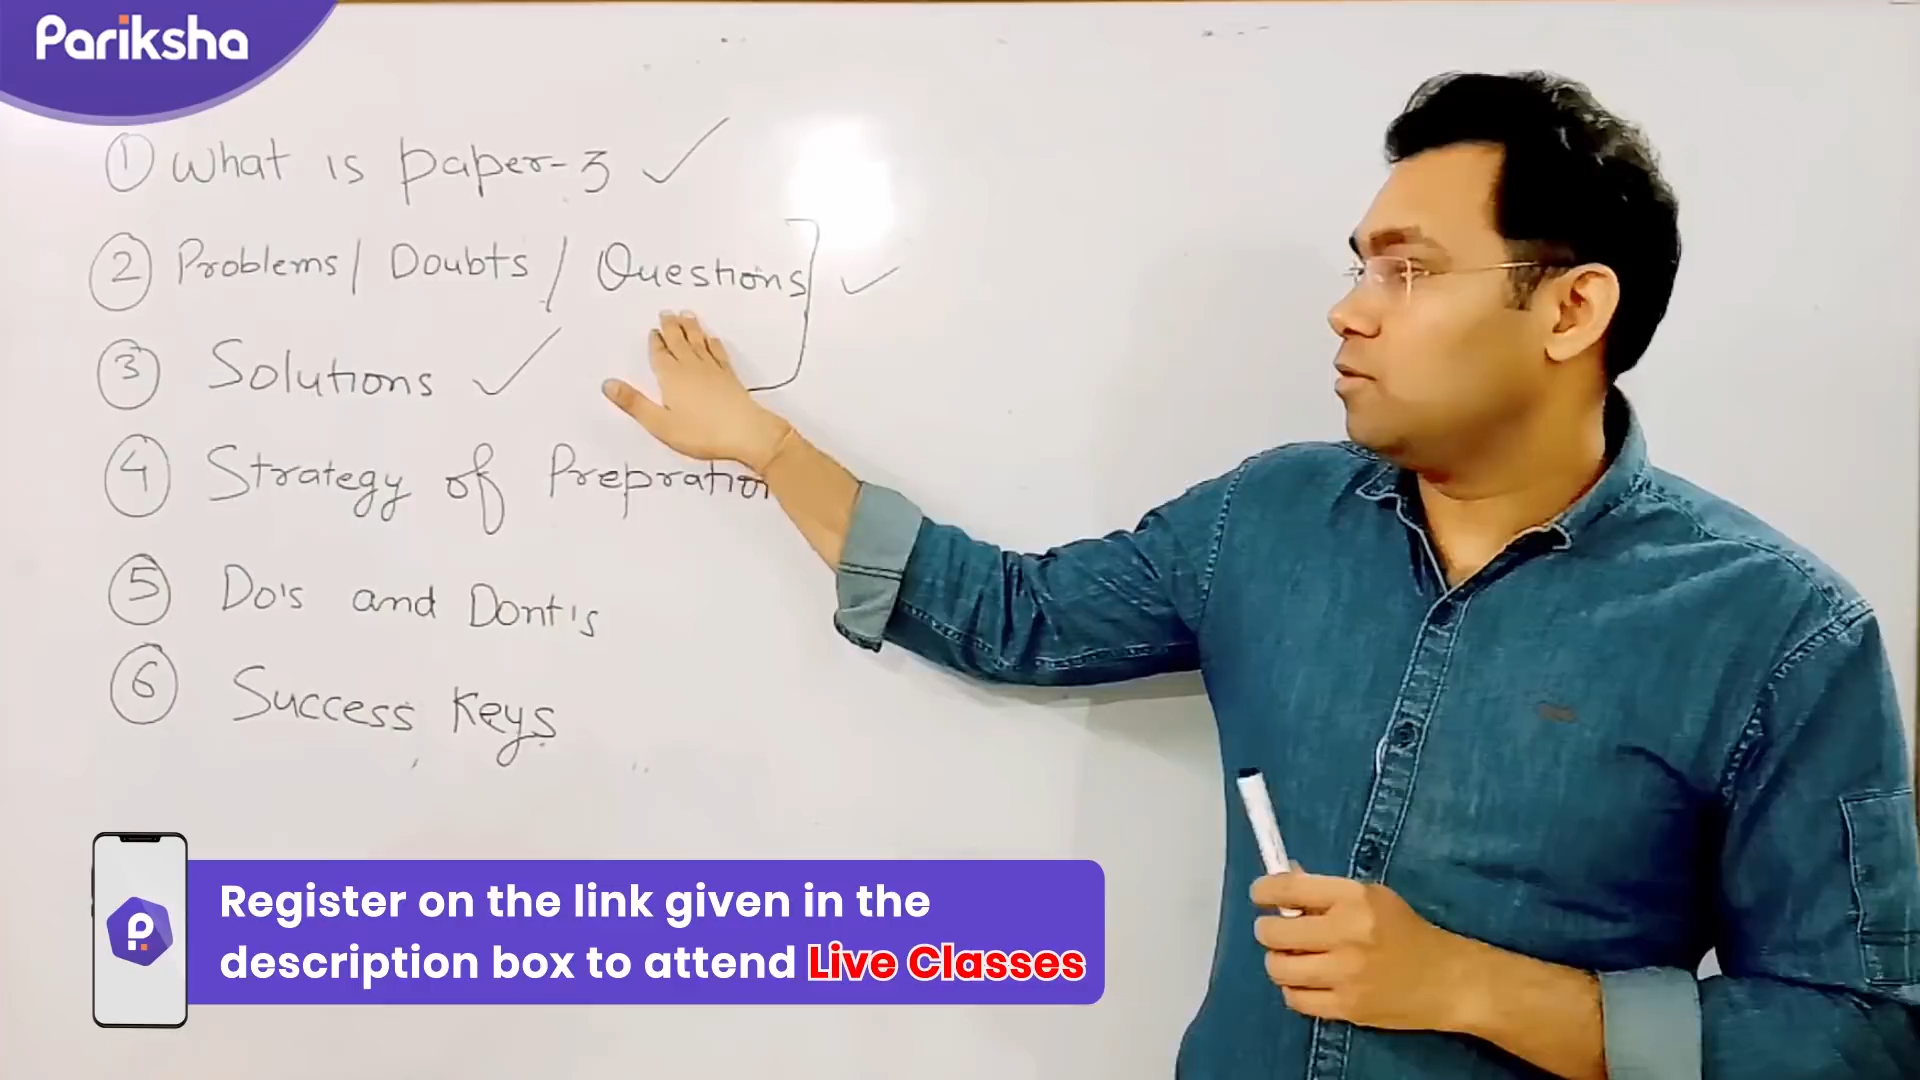 Pariksha
1 What is paper-3 ✓
2 Problems/ Doubts / Questions ✓
3 Solutions ✓
4 Strategy of Prepration
5 Do's and Dont's
6 Success Keys
Register on the link given in the
description box to attend Live Classes